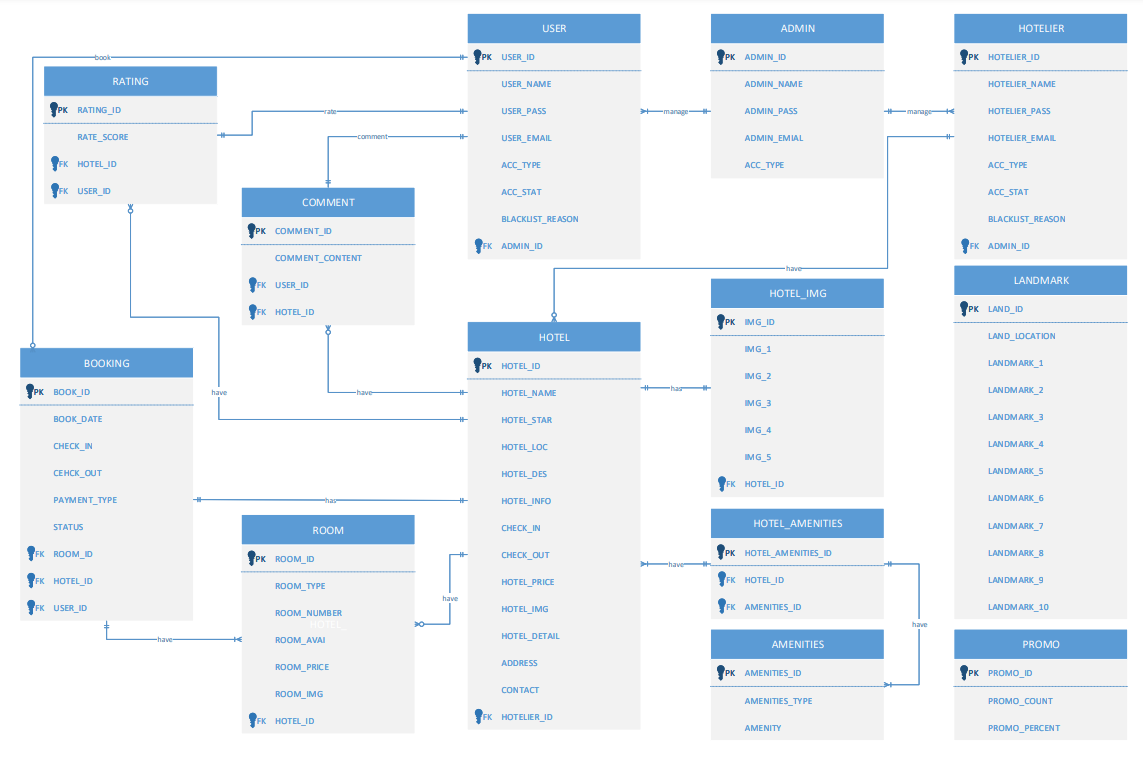 USER
PK USER_ID
USER_NAME
USER_PASS
USER_EMAIL
ACC_TYPE
ACC_STAT
BLACKLIST_REASON
FK ADMIN_ID
ADMIN
PK ADMIN_ID
ADMIN_NAME
ADMIN_PASS
ADMIN_EMIAL
ACC_TYPE
HOTELIER
PK HOTELIER_ID
HOTELIER_NAME
HOTELIER_PASS
HOTELIER_EMAIL
ACC_TYPE
ACC_STAT
BLACKLIST_REASON
FK ADMIN_ID
book
rate
comment
manage
manage
have
RATING
PK RATING_ID
RATE_SCORE
FK HOTEL_ID
FK USER_ID
COMMENT
PK COMMENT_ID
COMMENT_CONTENT
FK USER_ID
FK HOTEL_ID
HOTEL_IMG
PK IMG_ID
IMG_1
IMG_2
IMG_3
IMG_4
IMG_5
FK HOTEL_ID
LANDMARK
PK LAND_ID
LAND_LOCATION
LANDMARK_1
LANDMARK_2
LANDMARK_3
LANDMARK_4
LANDMARK_5
LANDMARK_6
LANDMARK_7
LANDMARK_8
LANDMARK_9
LANDMARK_10
BOOKING
PK BOOK_ID
BOOK_DATE
CHECK_IN
CEHCK_OUT
PAYMENT_TYPE
STATUS
FK ROOM_ID
FK HOTEL_ID
FK USER_ID
have
have
has
has
HOTEL
PK HOTEL_ID
HOTEL_NAME
HOTEL_STAR
HOTEL_LOC
HOTEL_DES
HOTEL_INFO
CHECK_IN
CHECK_OUT
HOTEL_PRICE
HOTEL_IMG
HOTEL_DETAIL
ADDRESS
CONTACT
FK HOTELIER_ID
ROOM
PK ROOM_ID
ROOM_TYPE
ROOM_NUMBER
HOTEL_
ROOM_AVAI
ROOM_PRICE
ROOM_IMG
FK HOTEL_ID
have
have
have
HOTEL_AMENITIES
PK HOTEL_AMENITIES_ID
FK HOTEL_ID
FK AMENITIES_ID
have
AMENITIES
PK AMENITIES_ID
AMENITIES_TYPE
AMENITY
PROMO
PK PROMO_ID
PROMO_COUNT
PROMO_PERCENT